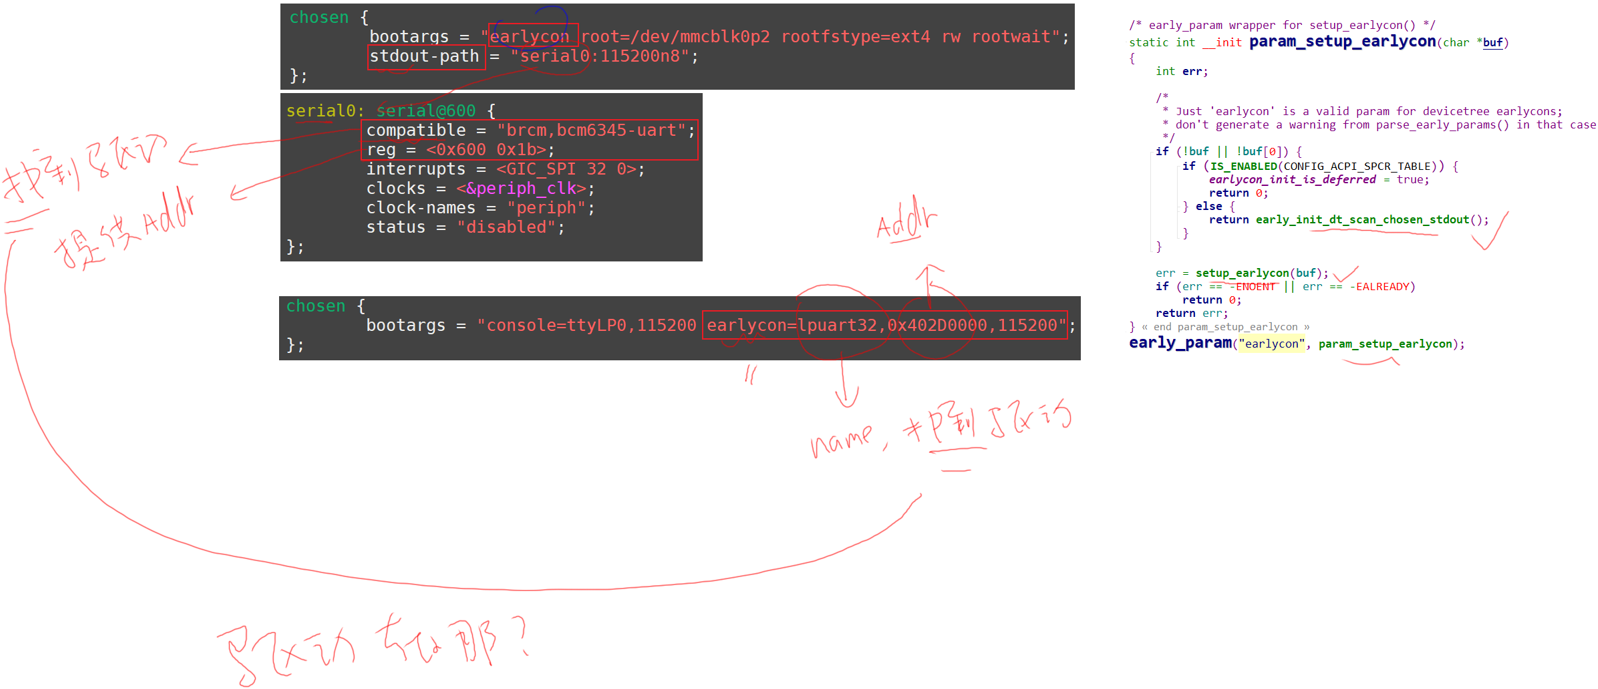 chosen {
bootargs = "earlycon root=/dev/mmcblk0p2 rootfstype=ext4 rw rootwait";
stdout-path = "serial0:115200n8";
};
serial0: serial@600 {
compatible = "brcm,bcm6345-uart";
reg = <0x600 0x1b>;
interrupts = <GIC_SPI 32 0>;
clocks = <&periph_clk>;
clock-names = "periph";
status = "disabled";
};
找到驱动
提供Addr
Addr
chosen {
bootargs = "console=ttyLP0,115200 earlycon=lpuart32,0x402D0000,115200";
};
name, 找到驱动
驱动在那?
/* early_param wrapper for setup_earlycon() */
static int __init param_setup_earlycon(char *buf)
{
int err;
/*
* Just 'earlycon' is a valid param for devicetree earlycons;
* don't generate a warning from parse_early_params() in that case
*/
if (!buf || !buf[0]) {
if (IS_ENABLED(CONFIG_ACPI_SPCR_TABLE)) {
earlycon_init_is_deferred = true;
return 0;
} else {
return early_init_dt_scan_chosen_stdout();
}
}
err = setup_earlycon(buf);
if (err == -ENOENT || err == -EALREADY)
return 0;
return err;
} « end param_setup_earlycon »
early_param("earlycon", param_setup_earlycon);